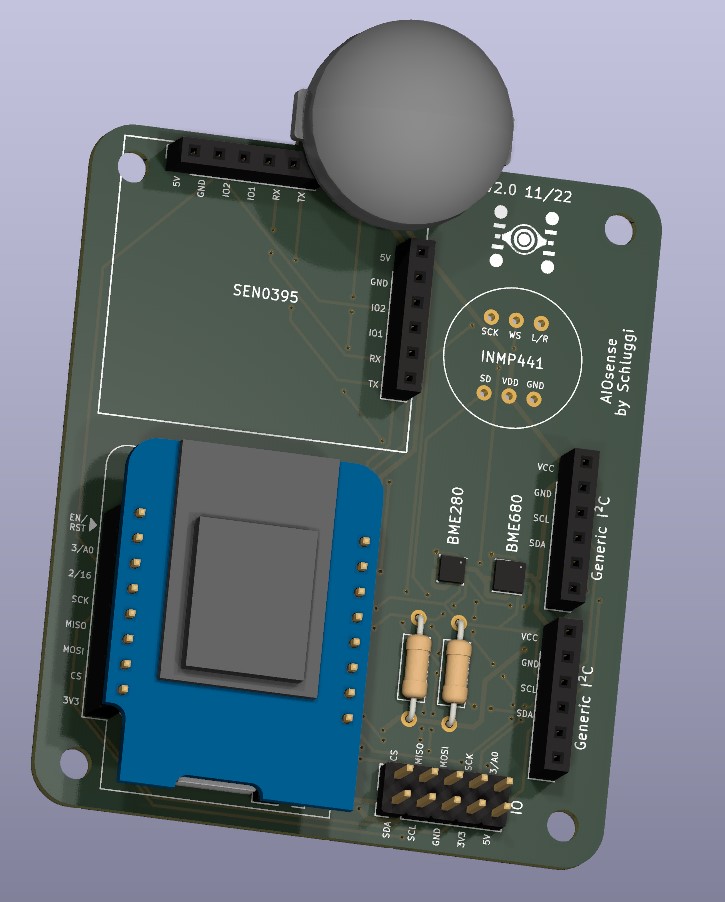 V2.0 11/22
5V
GND
IO2
IO1
RX
TX
SEN0395
5V
GND
IO2
IO1
RX
TX
SCK WS L/R
INMP441
SD VDD GND
AIOsense
by Schluggi
EN/
RST
3/A0
2/16
SCK
MISO
MOSI
CS
3V3
BME280
BME680
VCC
GND
SCL
SDA
Generic I²C
VCC
GND
SCL
SDA
Generic I²C
CS
MISO
MOSI
SCK
3/A0
IO
SDA
SCL
GND
3V3
5V